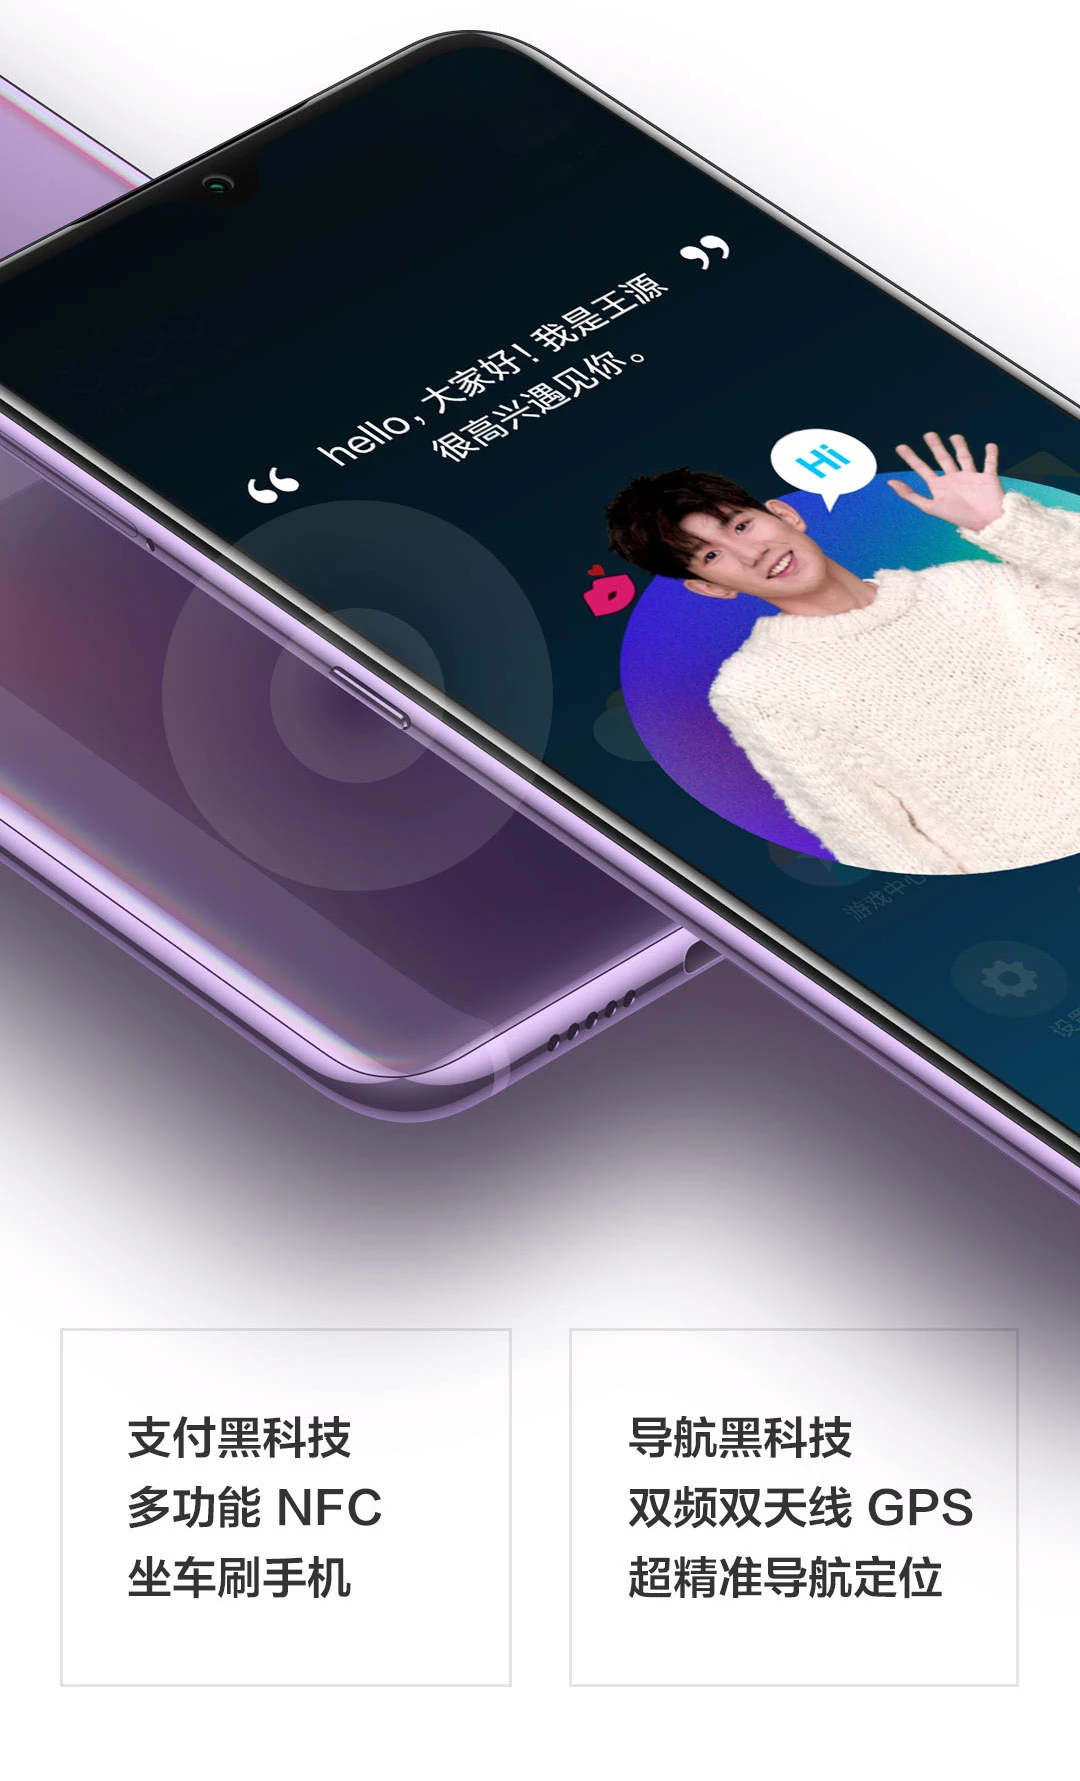 hello，大家好！我是王源
很高兴遇见你。
Hi
游戏中心
支付黑科技
多功能 NFC
坐车刷手机
导航黑科技
双频双天线 GPS
超精准导航定位